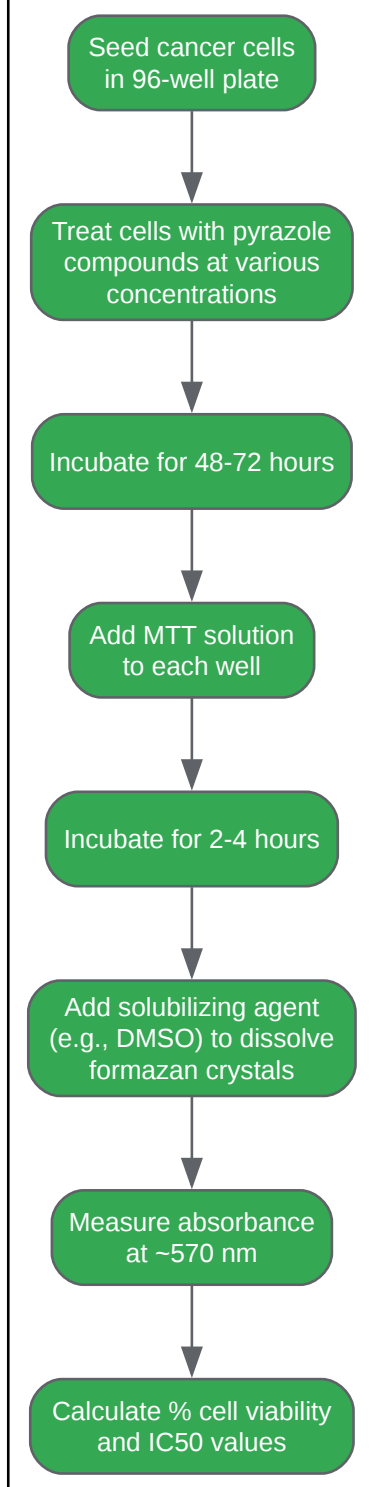 Seed cancer cells
in 96-well plate
Treat cells with pyrazole
compounds at various
concentrations
Incubate for 48-72 hours
Add MTT solution
to each well
Incubate for 2-4 hours
Add solubilizing agent
(e.g., DMSO) to dissolve
formazan crystals
Measure absorbance
at ~570 nm
Calculate % cell viability
and IC50 values